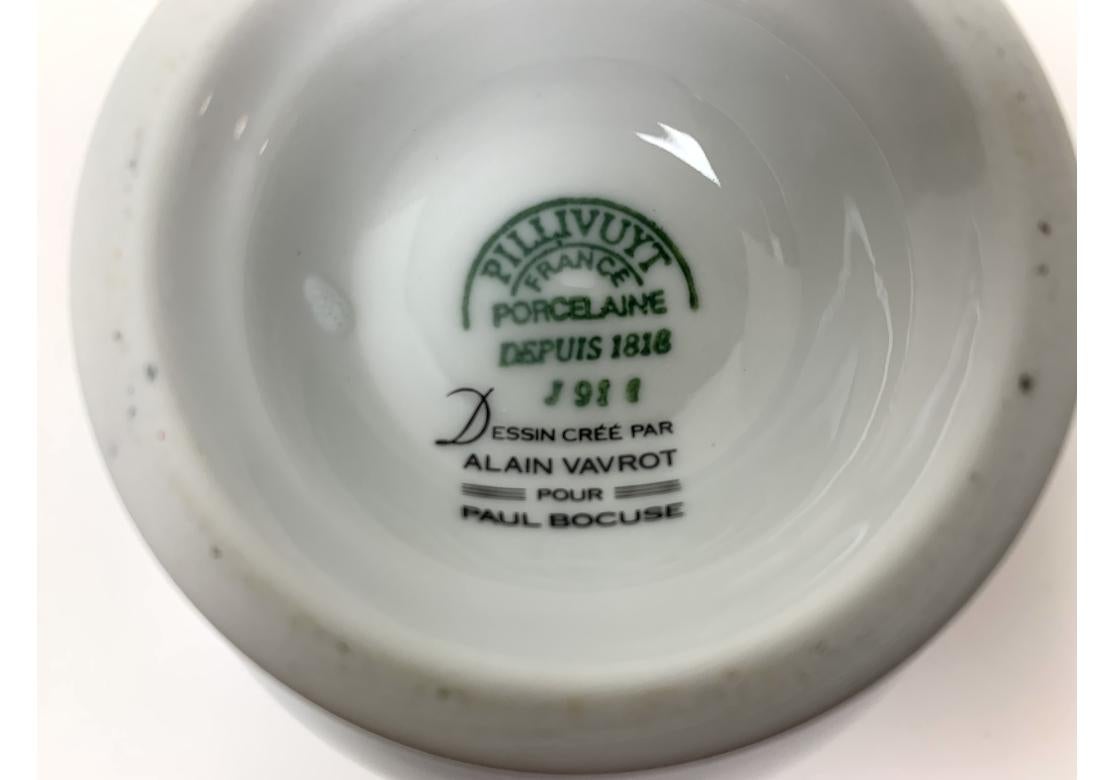 PILLIVUYT
FRANCE
PORCELAINE
DEPUIS 1818
DESSIN CRÉÉ PAR
ALAIN VAVROT
POUR
PAUL BOCUSE